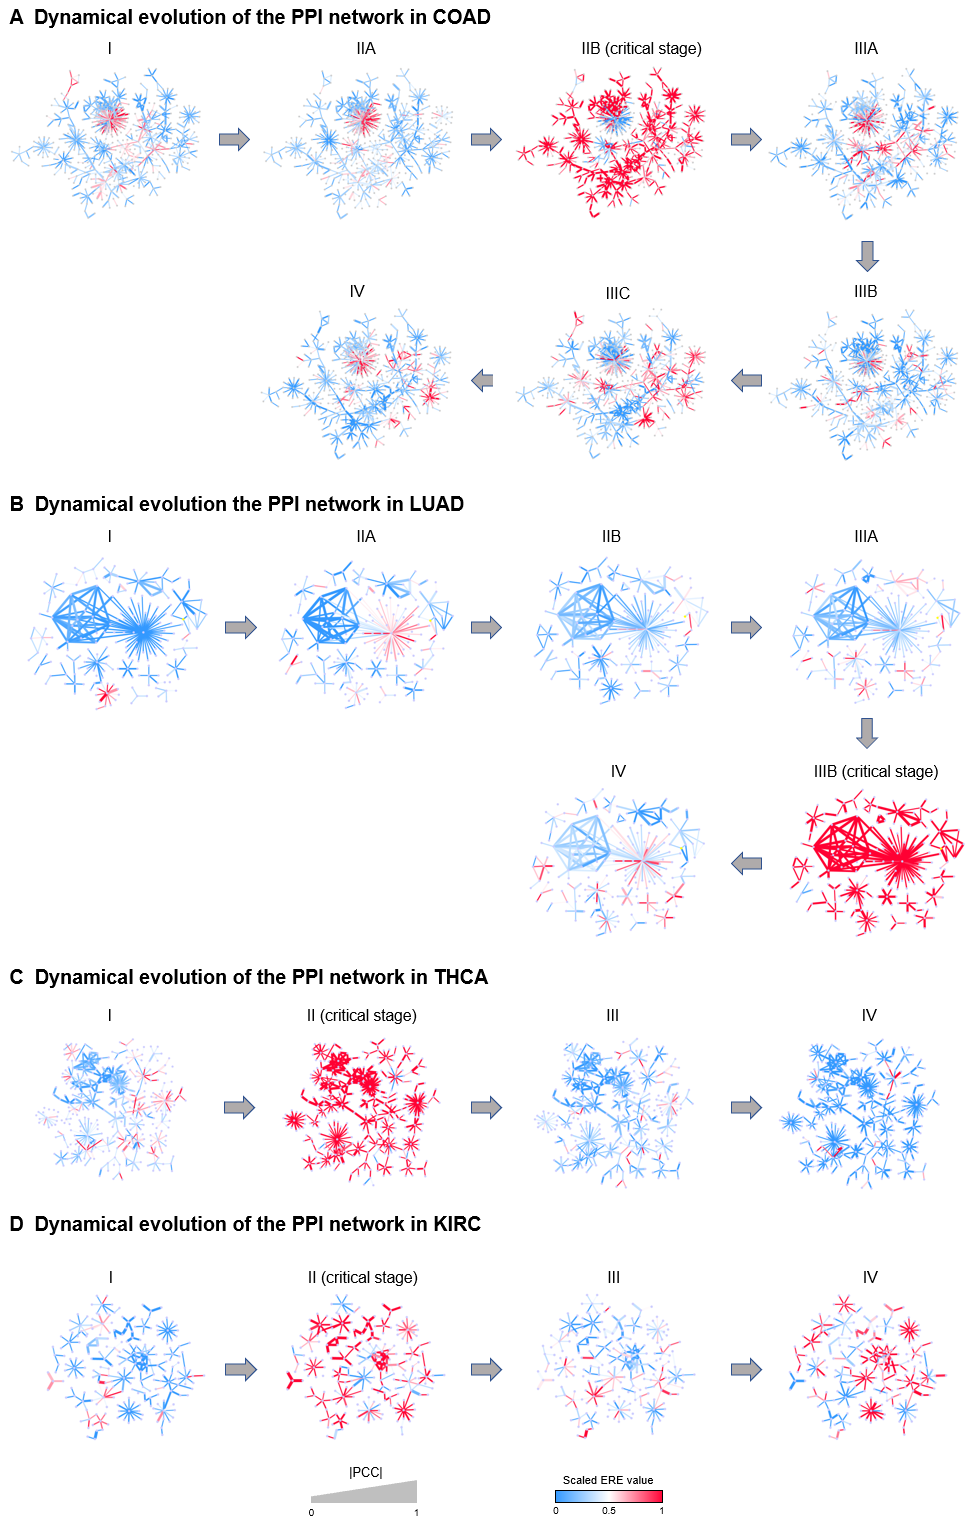 A Dynamical evolution of the PPI network in COAD
I
IIA
IIB (critical stage)
IIIA
IV
IIIC
IIIB
B Dynamical evolution the PPI network in LUAD
I
IIA
IIB
IIIA
IV
IIIB (critical stage)
C Dynamical evolution of the PPI network in THCA
I
II (critical stage)
III
IV
D Dynamical evolution of the PPI network in KIRC
I
II (critical stage)
III
IV
|PCC|
0 1
Scaled ERE value
0 0.5 1